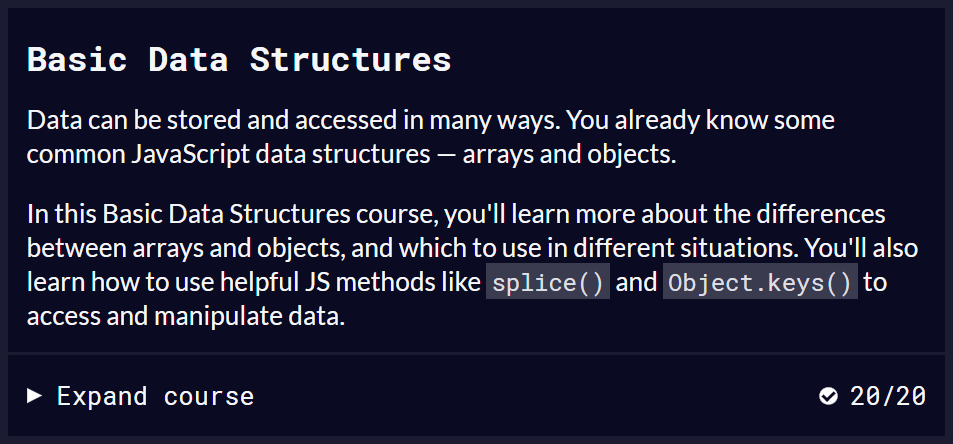 Basic Data Structures
Data can be stored and accessed in many ways. You already know some
common JavaScript data structures — arrays and objects.
In this Basic Data Structures course, you'll learn more about the differences
between arrays and objects, and which to use in different situations. You'll also
learn how to use helpful JS methods like splice() and Object.keys() to
access and manipulate data.
Expand course 20/20